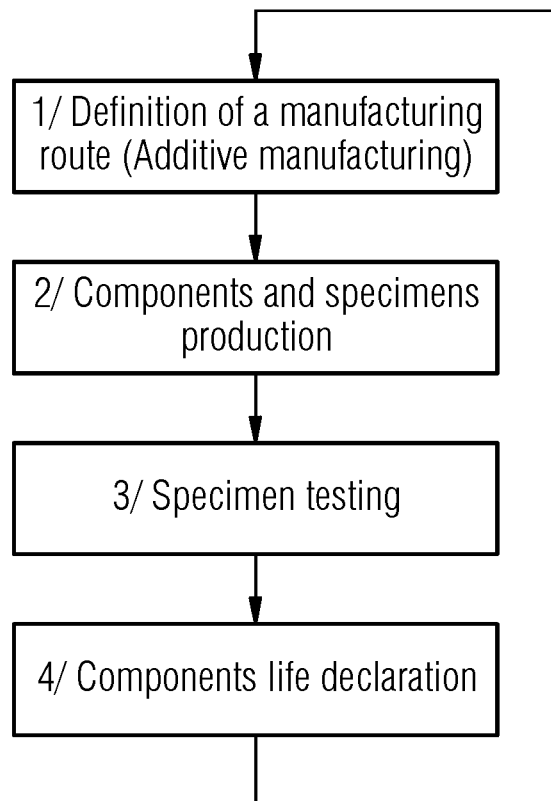 1/ Definition of a manufacturing
route (Additive manufacturing)
2/ Components and specimens
production
3/ Specimen testing
4/ Components life declaration